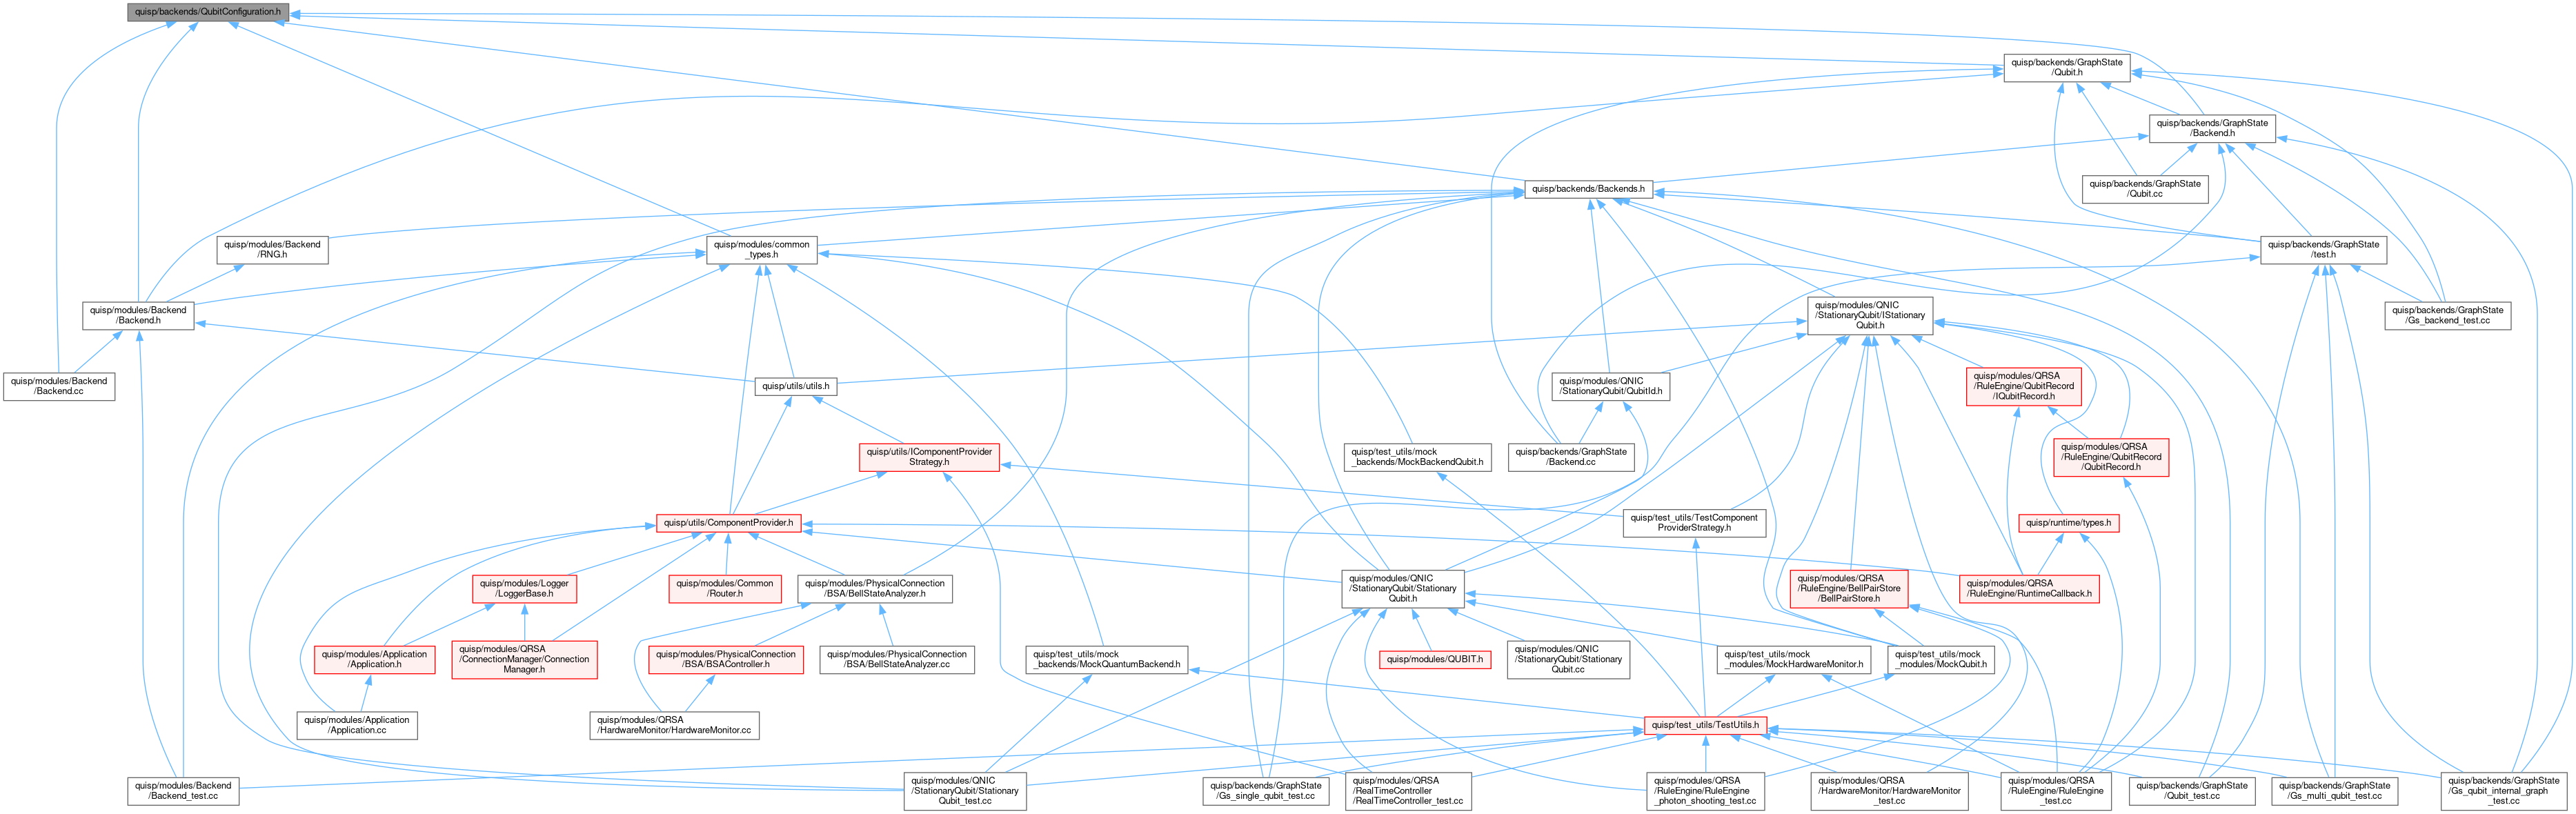 quisp/backends/QubitConfiguration.h
quisp/backends/GraphState
/Qubit.h
quisp/backends/GraphState
/Backend.h
quisp/backends/Backends.h
quisp/backends/GraphState
/Qubit.cc
quisp/modules/Backend
/RNG.h
quisp/modules/common
_types.h
quisp/backends/GraphState
/test.h
quisp/modules/Backend
/Backend.h
quisp/modules/QNIC
/StationaryQubit/IStationary
Qubit.h
quisp/backends/GraphState
/Gs_backend_test.cc
quisp/modules/Backend
/Backend.cc
quisp/utils/utils.h
quisp/modules/QNIC
/StationaryQubit/QubitId.h
quisp/modules/QRSA
/RuleEngine/QubitRecord
/IQubitRecord.h
quisp/utils/IComponentProvider
Strategy.h
quisp/test_utils/mock
_backends/MockBackendQubit.h
quisp/backends/GraphState
/Backend.cc
quisp/modules/QRSA
/RuleEngine/QubitRecord
/QubitRecord.h
quisp/utils/ComponentProvider.h
quisp/test_utils/TestComponent
ProviderStrategy.h
quisp/runtime/types.h
quisp/modules/Logger
/LoggerBase.h
quisp/modules/Common
/Router.h
quisp/modules/PhysicalConnection
/BSA/BellStateAnalyzer.h
quisp/modules/QNIC
/StationaryQubit/Stationary
Qubit.h
quisp/modules/QRSA
/RuleEngine/BellPairStore
/BellPairStore.h
quisp/modules/QRSA
/RuleEngine/RuntimeCallback.h
quisp/modules/Application
/Application.h
quisp/modules/QRSA
/ConnectionManager/Connection
Manager.h
quisp/modules/PhysicalConnection
/BSA/BSAController.h
quisp/modules/PhysicalConnection
/BSA/BellStateAnalyzer.cc
quisp/test_utils/mock
_backends/MockQuantumBackend.h
quisp/modules/QUBIT.h
quisp/modules/QNIC
/StationaryQubit/Stationary
Qubit.cc
quisp/test_utils/mock
_modules/MockHardwareMonitor.h
quisp/test_utils/mock
_modules/MockQubit.h
quisp/modules/Application
/Application.cc
quisp/modules/QRSA
/HardwareMonitor/HardwareMonitor.cc
quisp/test_utils/TestUtils.h
quisp/modules/Backend
/Backend_test.cc
quisp/modules/QNIC
/StationaryQubit/Stationary
Qubit_test.cc
quisp/backends/GraphState
/Gs_single_qubit_test.cc
quisp/modules/QRSA
/RealTimeController
/RealTimeController_test.cc
quisp/modules/QRSA
/RuleEngine/RuleEngine
_photon_shooting_test.cc
quisp/modules/QRSA
/HardwareMonitor/HardwareMonitor
_test.cc
quisp/modules/QRSA
/RuleEngine/RuleEngine
_test.cc
quisp/backends/GraphState
/Qubit_test.cc
quisp/backends/GraphState
/Gs_multi_qubit_test.cc
quisp/backends/GraphState
/Gs_qubit_internal_graph
_test.cc